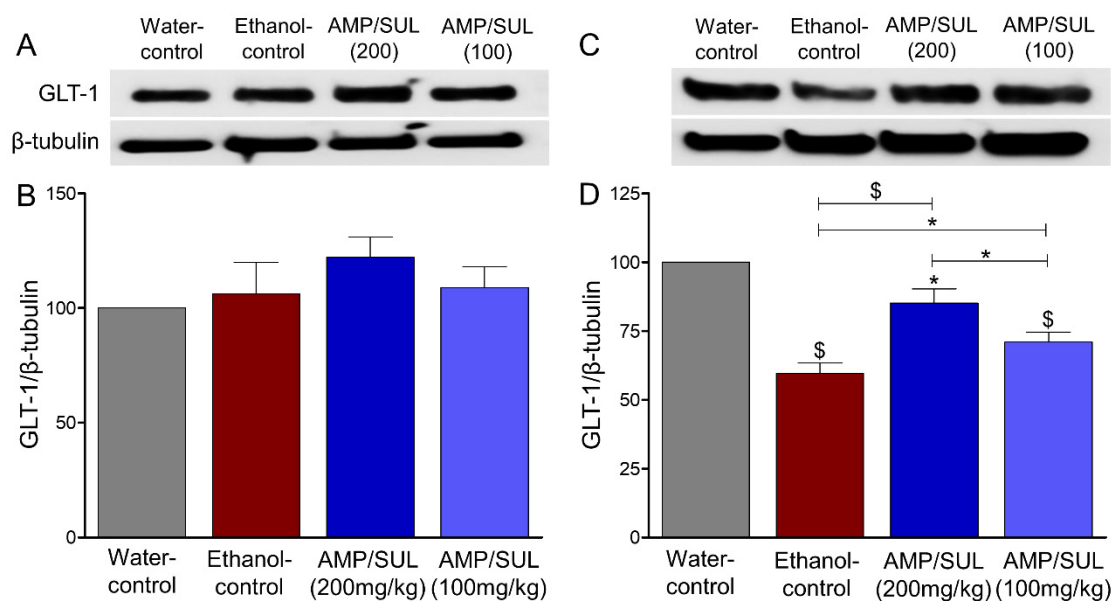 A
Water-
control
Ethanol-
control
AMP/SUL
(200)
AMP/SUL
(100)
GLT-1
β-tubulin
B
GLT-1/β-tubulin
150
100
50
0
Water-
control
Ethanol-
control
AMP/SUL
(200mg/kg)
AMP/SUL
(100mg/kg)
C
Water-
control
Ethanol-
control
AMP/SUL
(200)
AMP/SUL
(100)
D
GLT-1/β-tubulin
125
100
75
50
25
0
$
*
*
$
*
$
Water-
control
Ethanol-
control
AMP/SUL
(200mg/kg)
AMP/SUL
(100mg/kg)